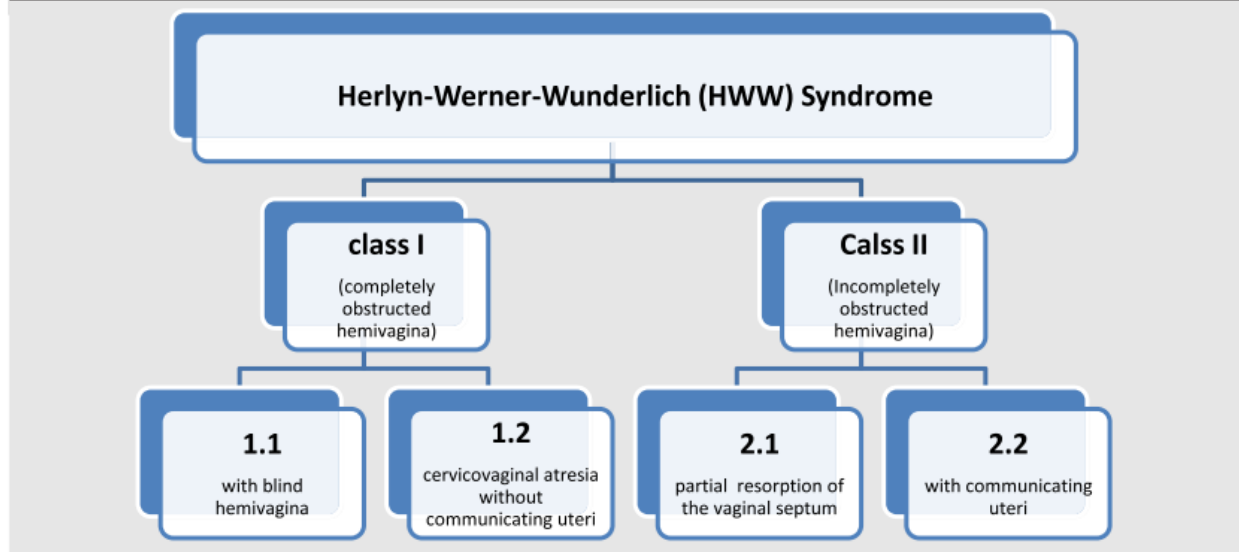 Herlyn-Werner-Wunderlich (HWW) Syndrome
class I
(completely
obstructed
hemivagina)
Calss II
(Incompletely
obstructed
hemivagina)
1.1
with blind
hemivagina
1.2
cervicovaginal atresia
without
communicating uteri
2.1
partial resorption of
the vaginal septum
2.2
with communicating
uteri